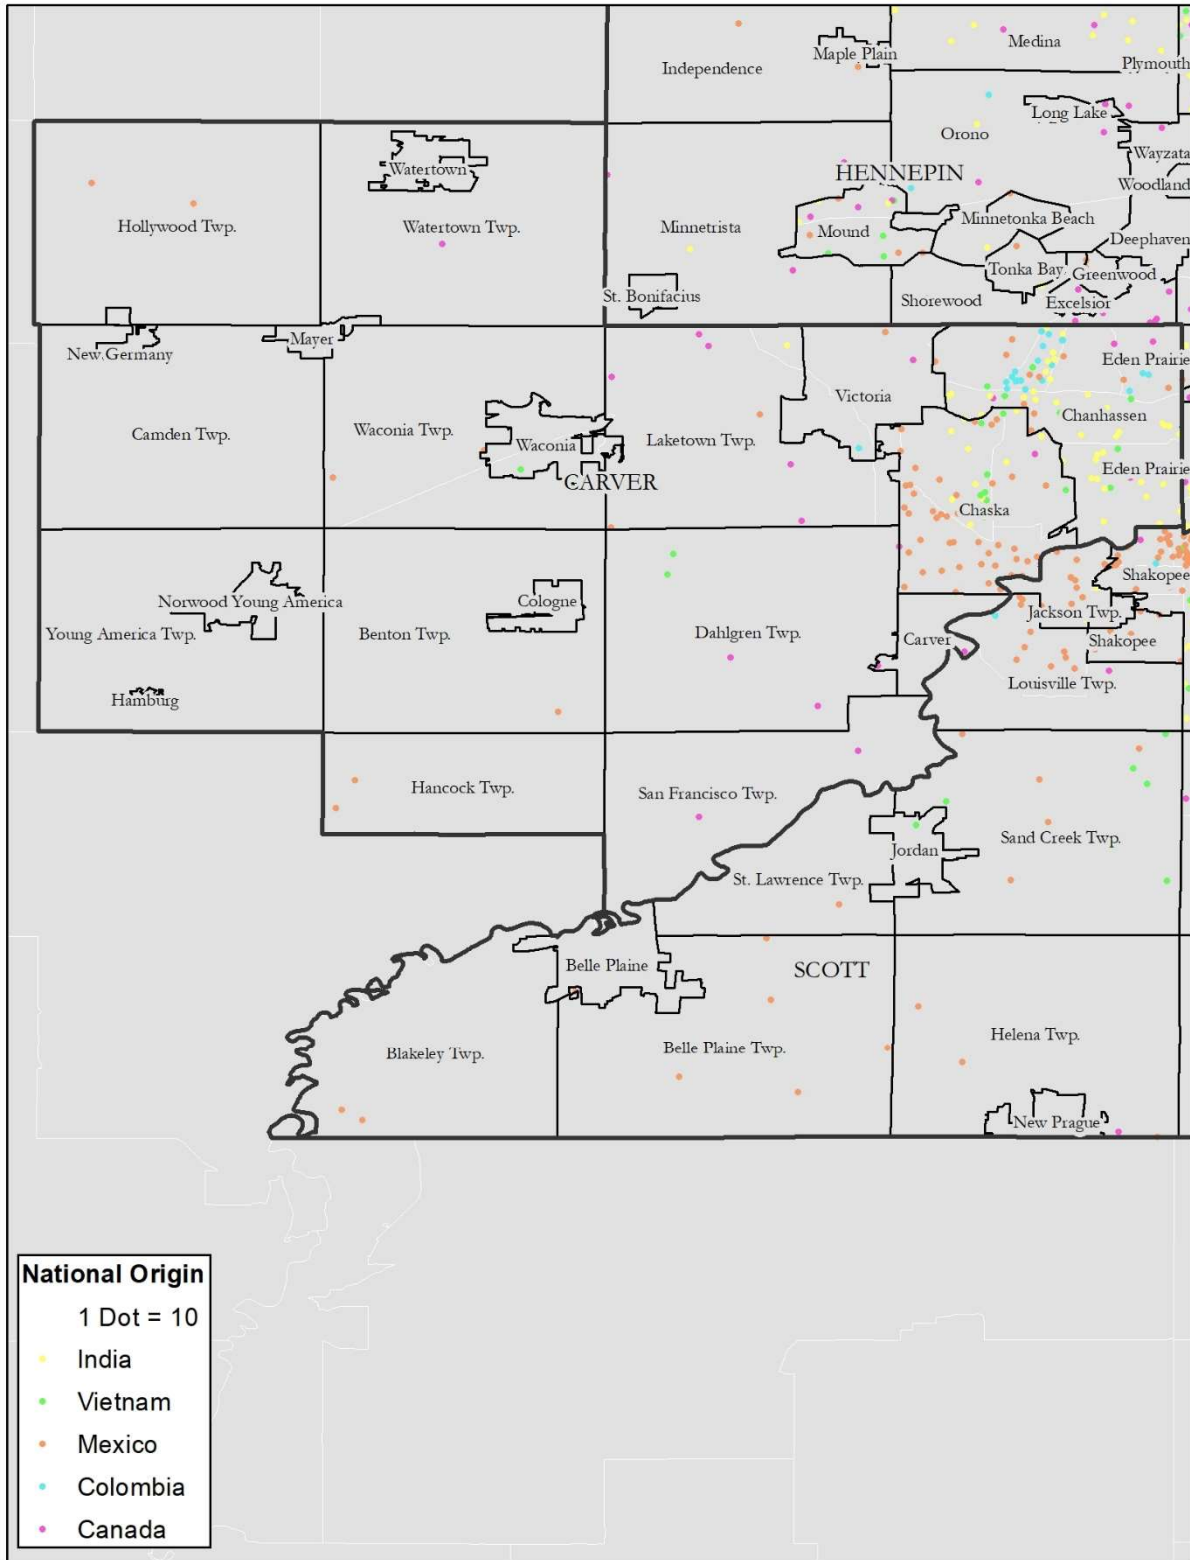 Medina
Maple Plain
Plymouth
Independence
Long Lake
Orono
Wayzata
Watertown
HENNEPIN
Woodland
Hollywood Twp.
Watertown Twp.
Minnetrista
Mound
Minnetonka Beach
Deephaven
Tonka Bay
Greenwood
St. Bonifacius
Shorewood
Excelsior
New Germany
Mayer
Eden Prairie
Victoria
Chanhassen
Camden Twp.
Waconia Twp.
Waconia
Laketown Twp.
Eden Prairie
CARVER
Chaska
Shakopee
Norwood Young America
Cologne
Jackson Twp.
Young America Twp.
Benton Twp.
Dahlgren Twp.
Carver
Shakopee
Louisville Twp.
Hamburg
Hancock Twp.
San Francisco Twp.
Sand Creek Twp.
Jordan
St. Lawrence Twp.
Belle Plaine
SCOTT
Helena Twp.
Blakeley Twp.
Belle Plaine Twp.
New Prague
National Origin
1 Dot = 10
India
Vietnam
Mexico
Colombia
Canada